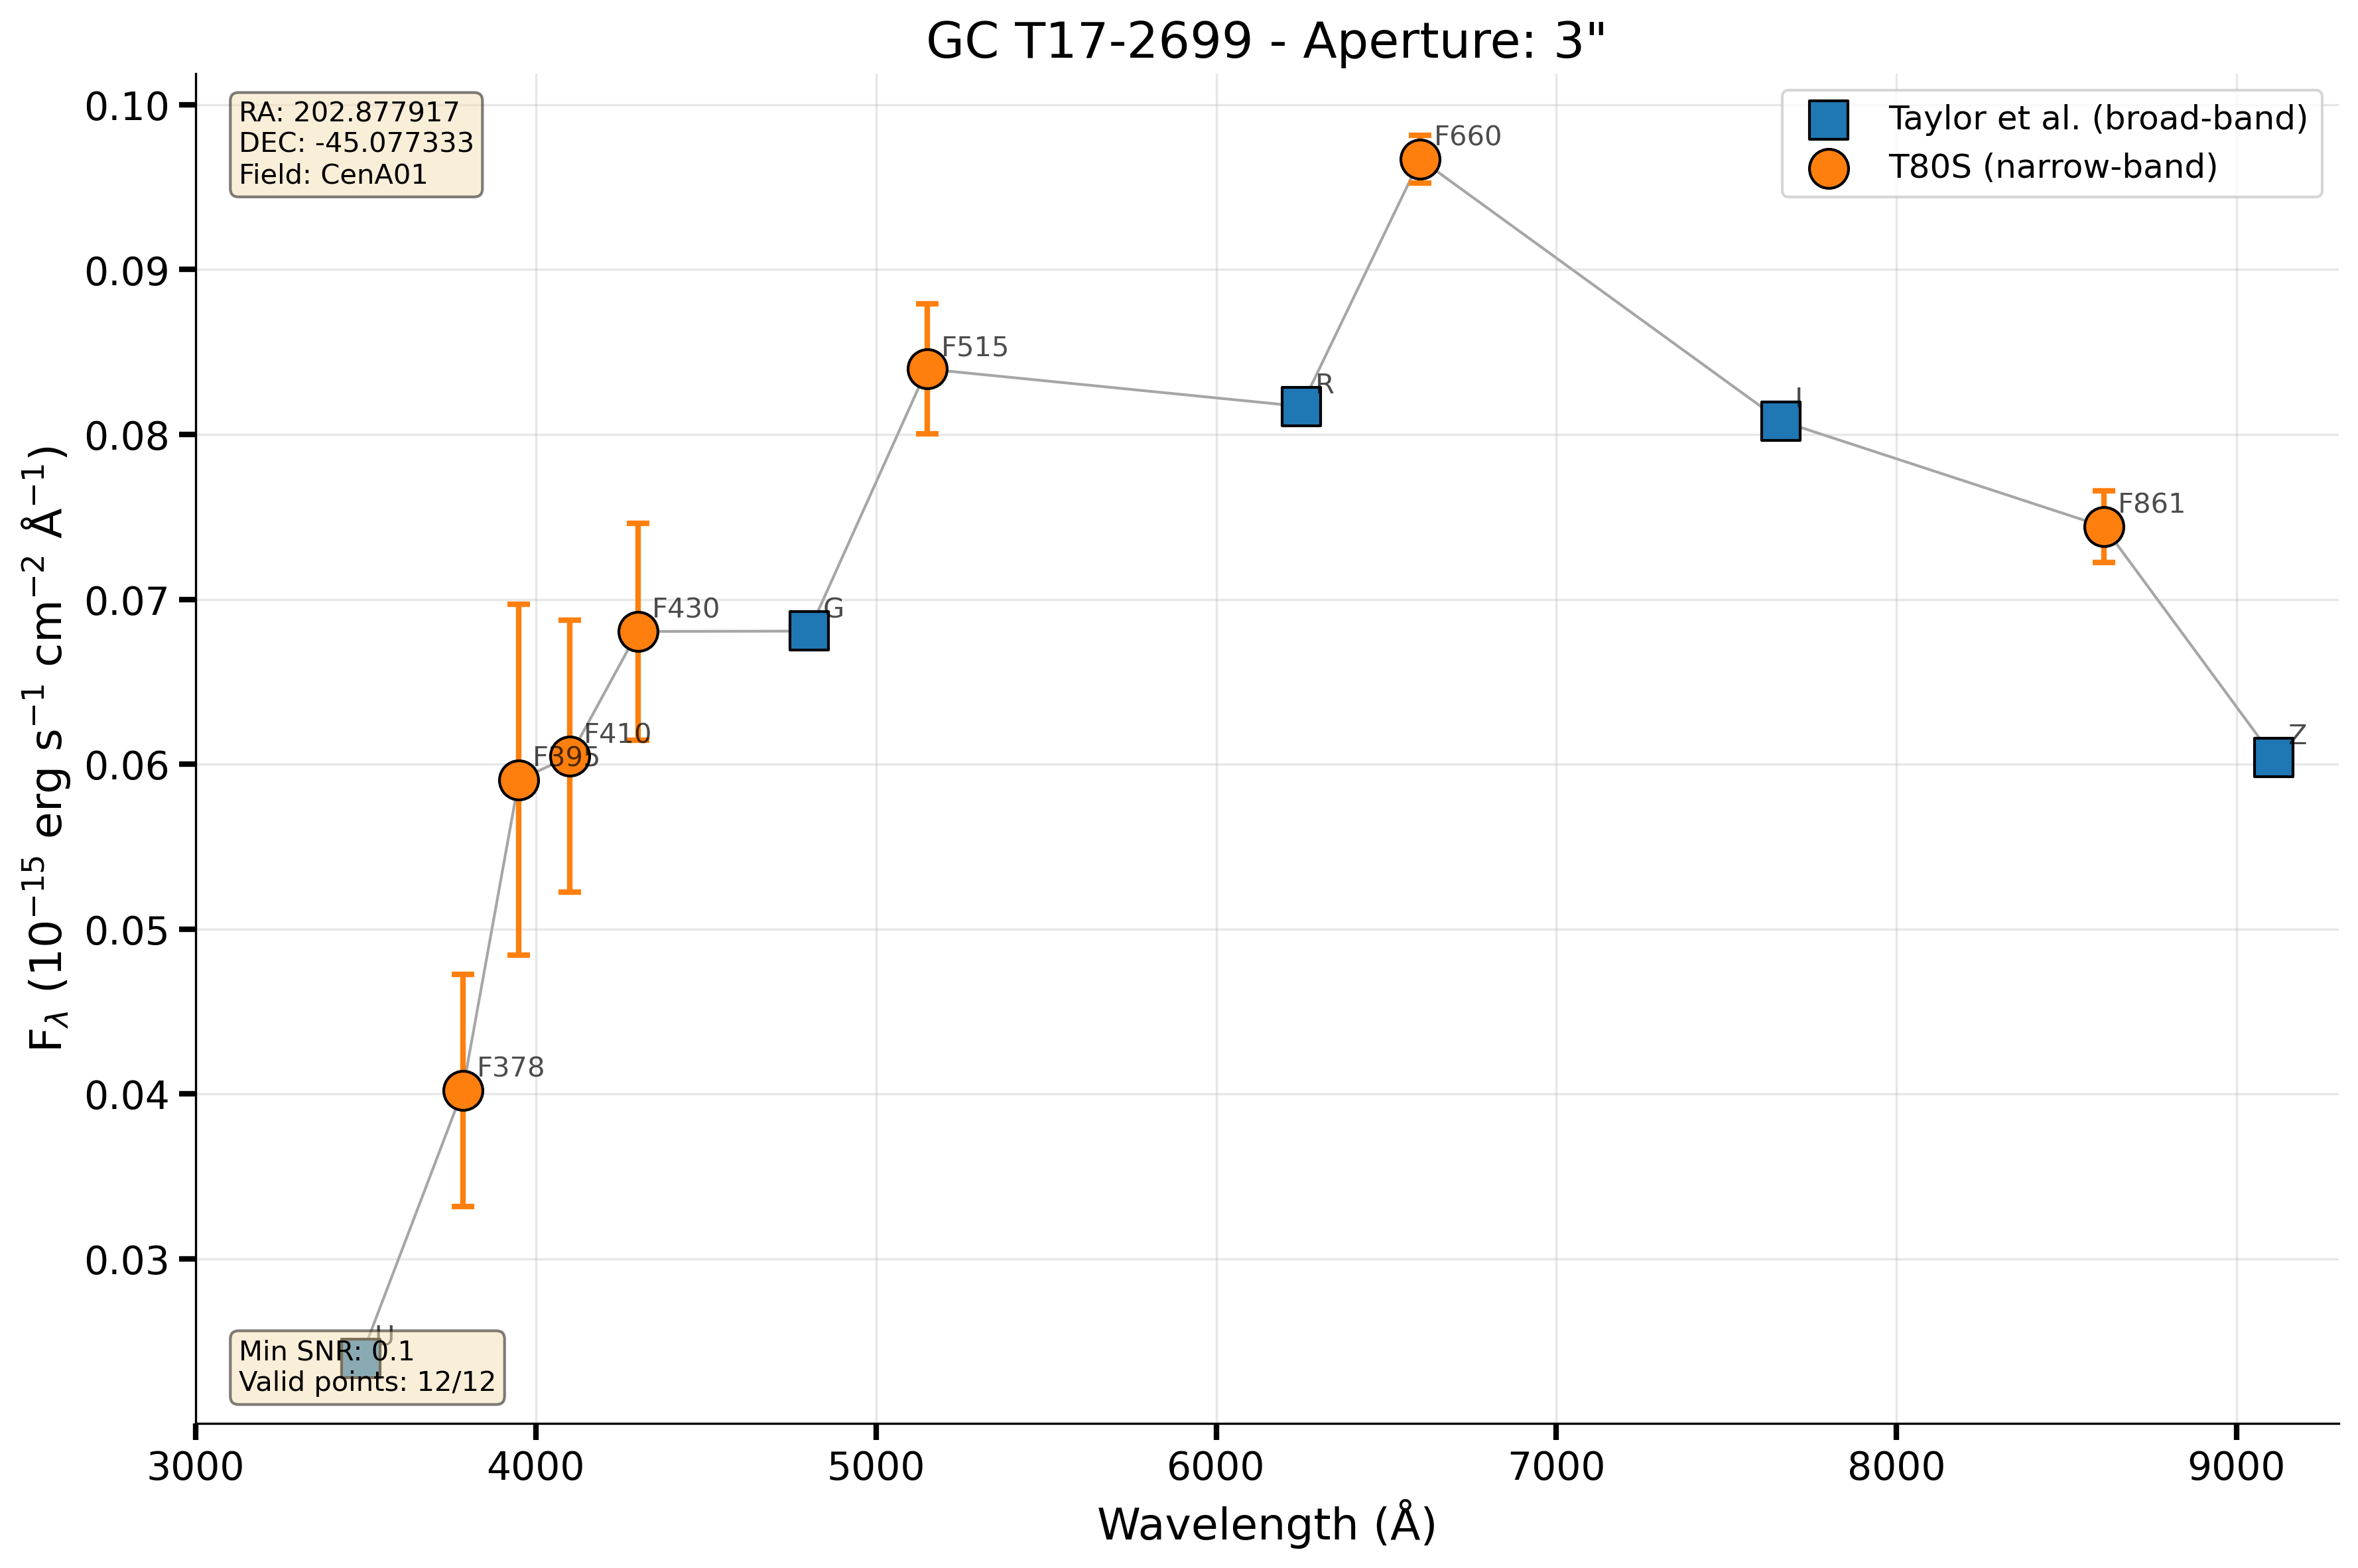 GC T17-2699 - Aperture: 3"
RA: 202.877917
DEC: -45.077333
Field: CenA01
Taylor et al. (broad-band)
T80S (narrow-band)
F660
F515
R
I
F861
F430
G
F410
F395
Z
F378
U
Min SNR: 0.1
Valid points: 12/12
0.10
0.09
0.08
0.07
0.06
0.05
0.04
0.03
F_λ (10⁻¹⁵ erg s⁻¹ cm⁻² Å⁻¹)
3000 4000 5000 6000 7000 8000 9000
Wavelength (Å)